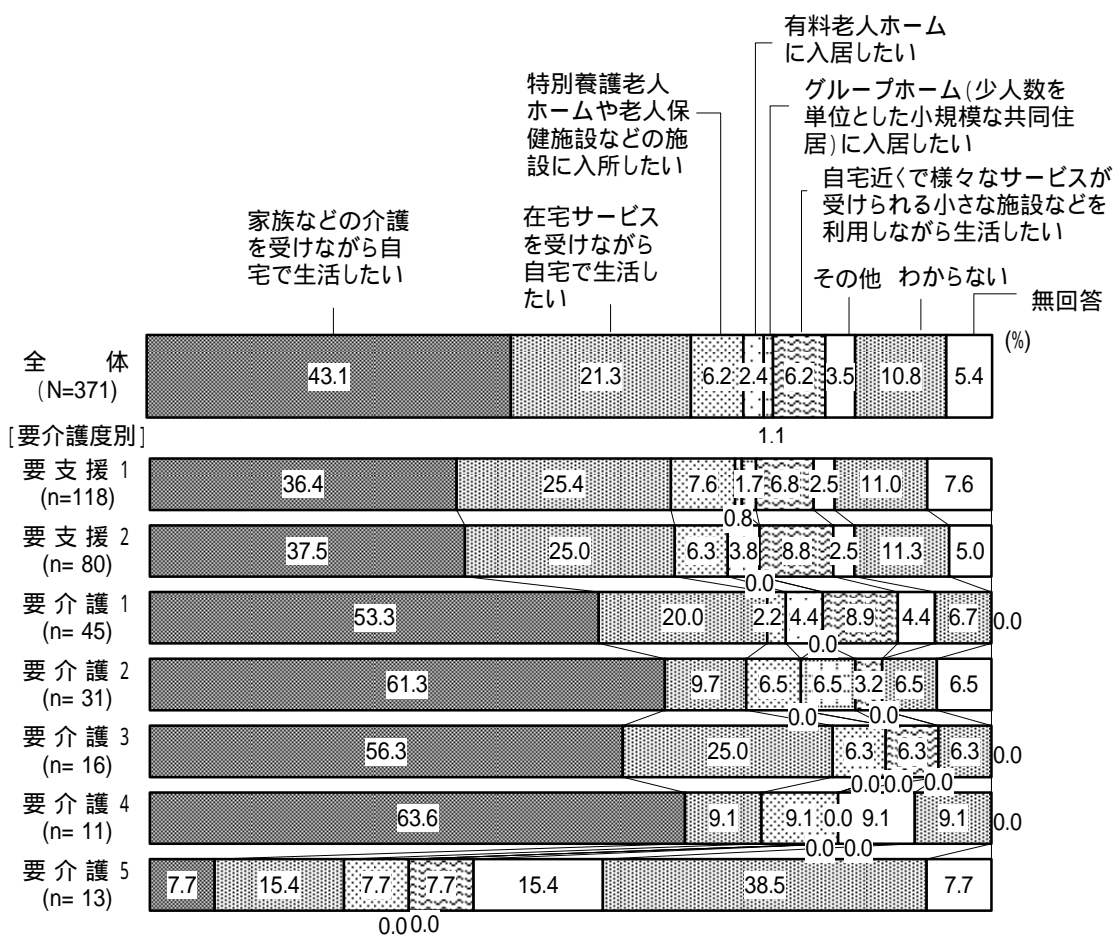 有料老人ホーム
に入居したい
特別養護老人
ホームや老人保
健施設などの施
設に入所したい
グループホーム(少人数を
単位とした小規模な共同住
居)に入居したい
自宅近くで様々なサービスが
受けられる小さな施設などを
利用しながら生活したい
家族などの介護
を受けながら自
宅で生活したい
在宅サービス
を受けながら
自宅で生活し
たい
その他 わからない
無回答
(%)
全 体
(N=371)
43.1 21.3 6.2 2.4 6.2 3.5 10.8 5.4
1.1
[要介護度別]
要支援 1
(n=118)
36.4 25.4 7.6 1.7 6.8 2.5 11.0 7.6
0.8
要支援 2
(n= 80)
37.5 25.0 6.3 3.8 8.8 2.5 11.3 5.0
0.0
要介護 1
(n= 45)
53.3 20.0 2.2 4.4 8.9 4.4 6.7 0.0
0.0
要介護 2
(n= 31)
61.3 9.7 6.5 6.5 3.2 6.5 6.5
0.0 0.0
要介護 3
(n= 16)
56.3 25.0 6.3 6.3 6.3 0.0
0.0 0.0 0.0
要介護 4
(n= 11)
63.6 9.1 9.1 0.0 9.1 9.1 0.0
0.0 0.0
要介護 5
(n= 13)
7.7 15.4 7.7 7.7 15.4 38.5 7.7
0.0 0.0